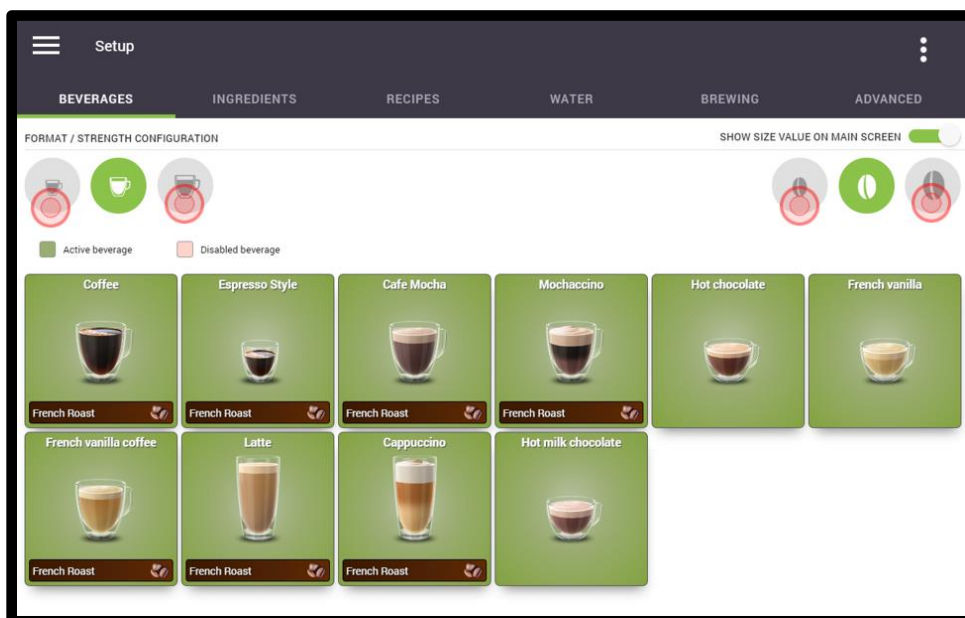 Setup
BEVERAGES INGREDIENTS RECIPES WATER BREWING ADVANCED
FORMAT / STRENGTH CONFIGURATION SHOW SIZE VALUE ON MAIN SCREEN
Active beverage Disabled beverage
Coffee Espresso Style Cafe Mocha Mochaccino Hot chocolate French vanilla
French Roast French Roast French Roast French Roast
French vanilla coffee Latte Cappuccino Hot milk chocolate
French Roast French Roast French Roast